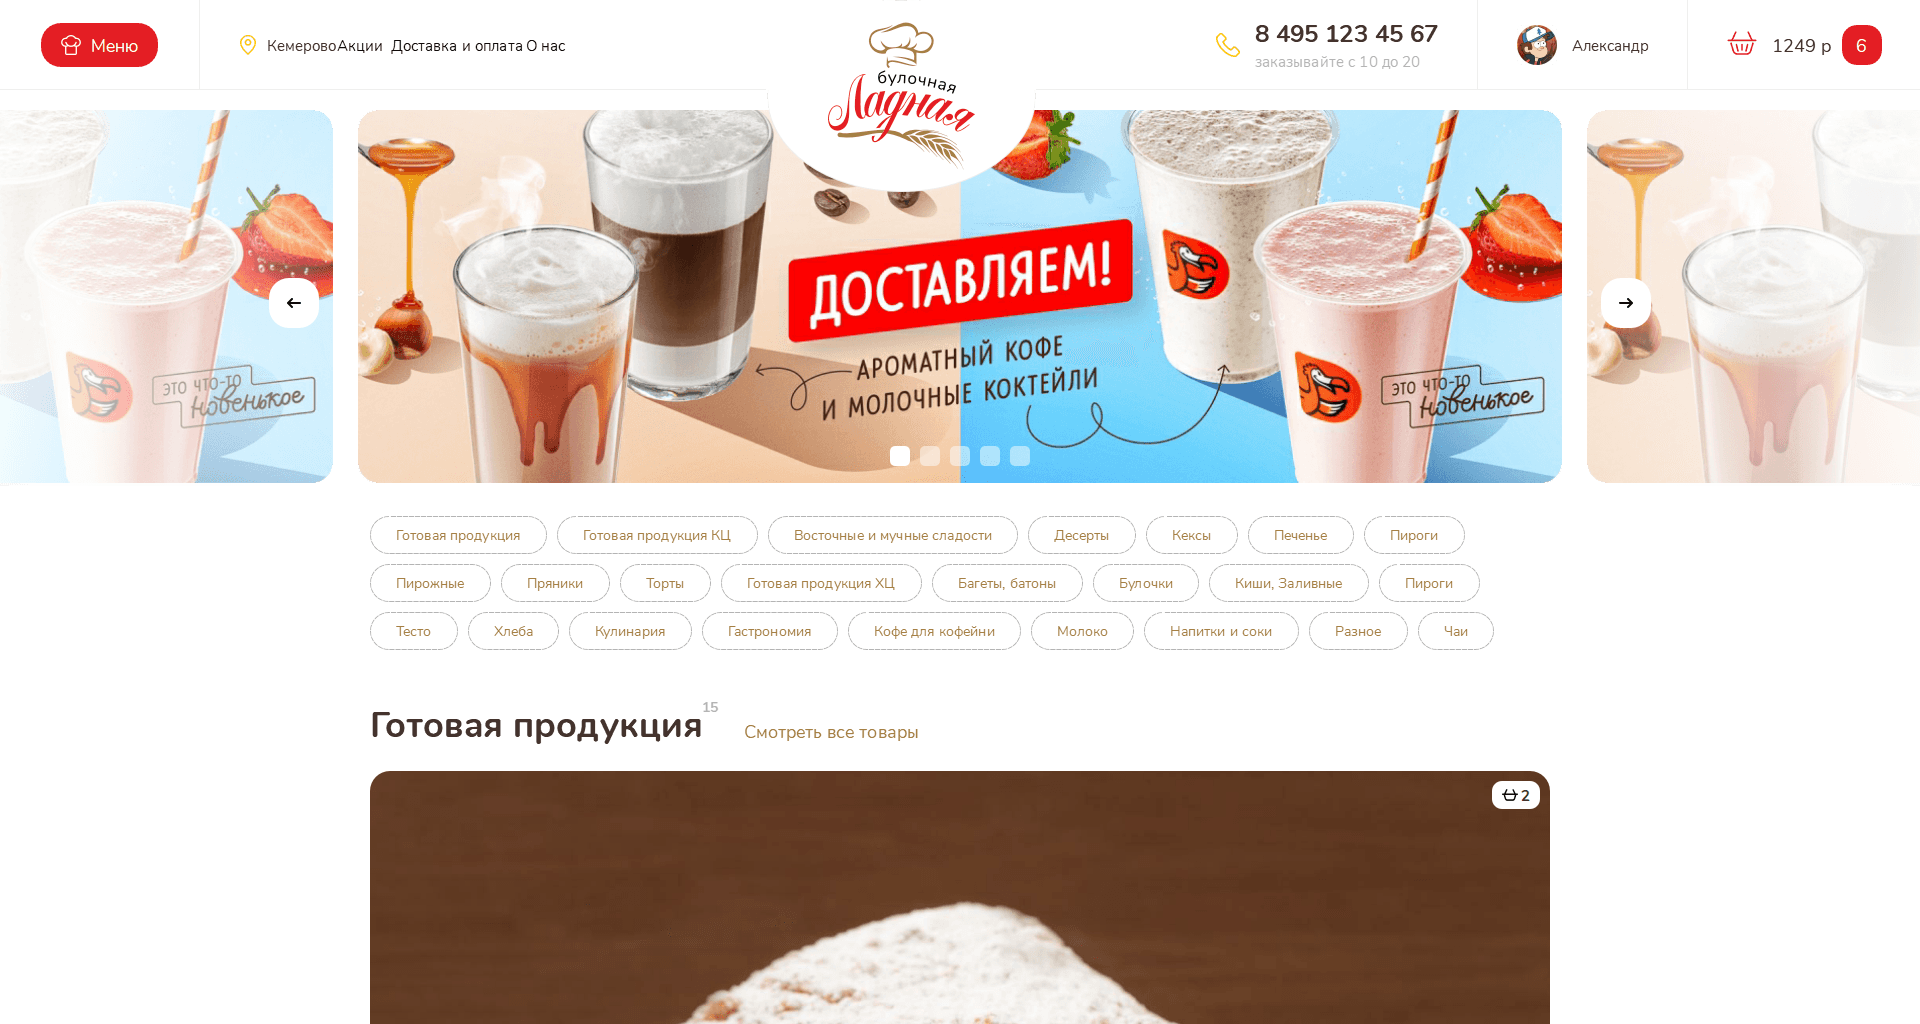 Меню
Кемерово
Акции
Доставка и оплата
О нас
булочная
Ладная
8 495 123 45 67
заказывайте с 10 до 20
Александр
1249 р
6
ЭТО ЧТО-ТО
новенькое
ДОСТАВЛЯЕМ!
АРОМАТНЫЙ КОФЕ
И МОЛОЧНЫЕ КОКТЕЙЛИ
ЭТО ЧТО-ТО
новенькое
Готовая продукция
Готовая продукция КЦ
Восточные и мучные сладости
Десерты
Кексы
Печенье
Пироги
Пирожные
Пряники
Торты
Готовая продукция ХЦ
Багеты, батоны
Булочки
Киши, Заливные
Пироги
Тесто
Хлеба
Кулинария
Гастрономия
Кофе для кофейни
Молоко
Напитки и соки
Разное
Чаи
Готовая продукция
15
Смотреть все товары
2